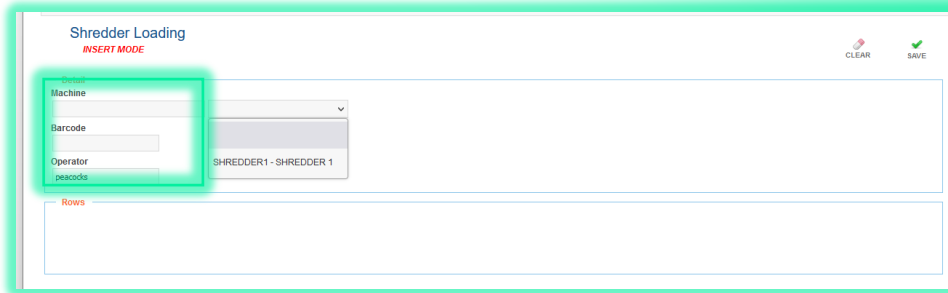 Shredder Loading
INSERT MODE
CLEAR
SAVE
Detail
Machine
Barcode
Operator
SHREDDER1 - SHREDDER 1
peacocks
Rows